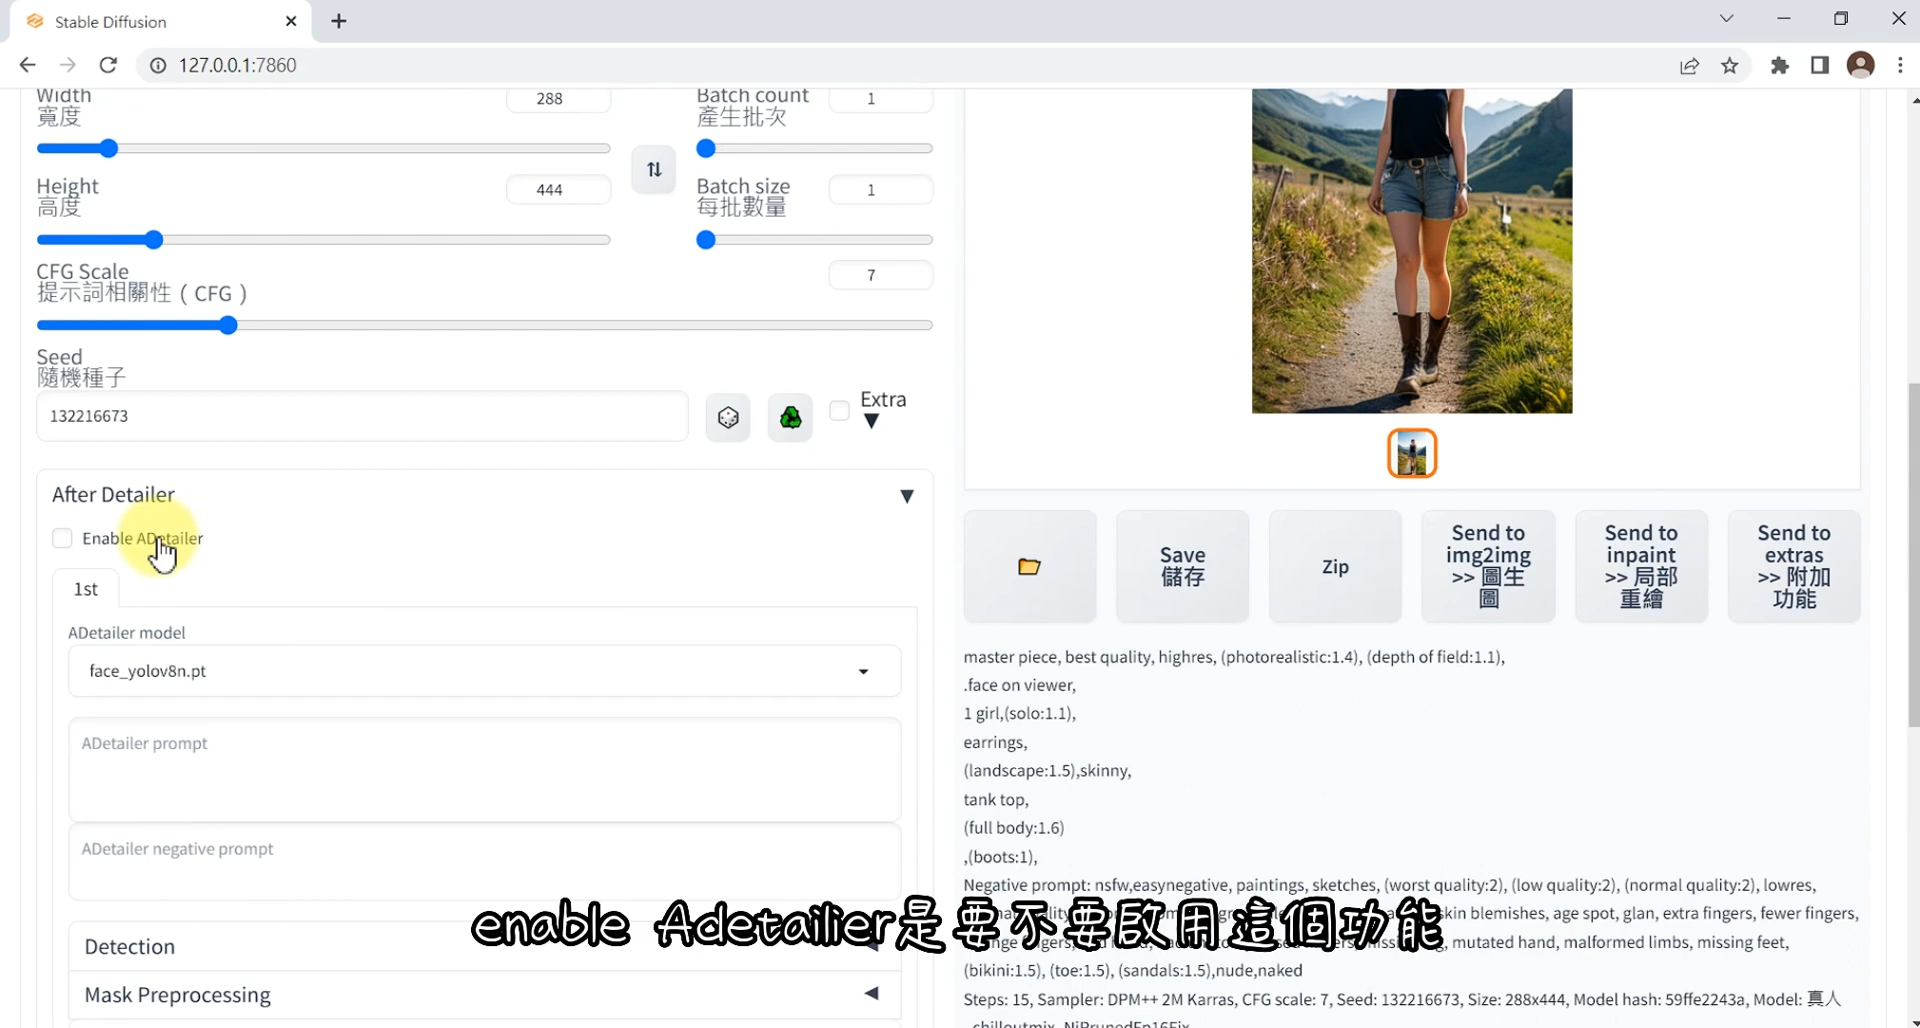 Stable Diffusion
127.0.0.1:7860
Width
寬度
288
Batch count
產生批次
1
Height
高度
444
Batch size
每批數量
1
CFG Scale
提示詞相關性 ( CFG )
7
Seed
隨機種子
132216673
Extra
After Detailer
Enable ADetailer
1st
ADetailer model
face_yolov8n.pt
ADetailer prompt
ADetailer negative prompt
Detection
Mask Preprocessing
Save
儲存
Zip
Send to
img2img
>> 圖生
圖
Send to
inpaint
>> 局部
重繪
Send to
extras
>> 附加
功能
master piece, best quality, highres, (photorealistic:1.4), (depth of field:1.1),
.face on viewer,
1 girl,(solo:1.1),
earrings,
(landscape:1.5),skinny,
tank top,
(full body:1.6)
,(boots:1),
Negative prompt: nsfw,easynegative, paintings, sketches, (worst quality:2), (low quality:2), (normal quality:2), lowres,
skin blemishes, age spot, glan, extra fingers, fewer fingers,
mutated hand, malformed limbs, missing feet,
(bikini:1.5), (toe:1.5), (sandals:1.5),nude,naked
Steps: 15, Sampler: DPM++ 2M Karras, CFG scale: 7, Seed: 132216673, Size: 288x444, Model hash: 59ffe2243a, Model: 真人
enable Adetailier是要不要啟用這個功能